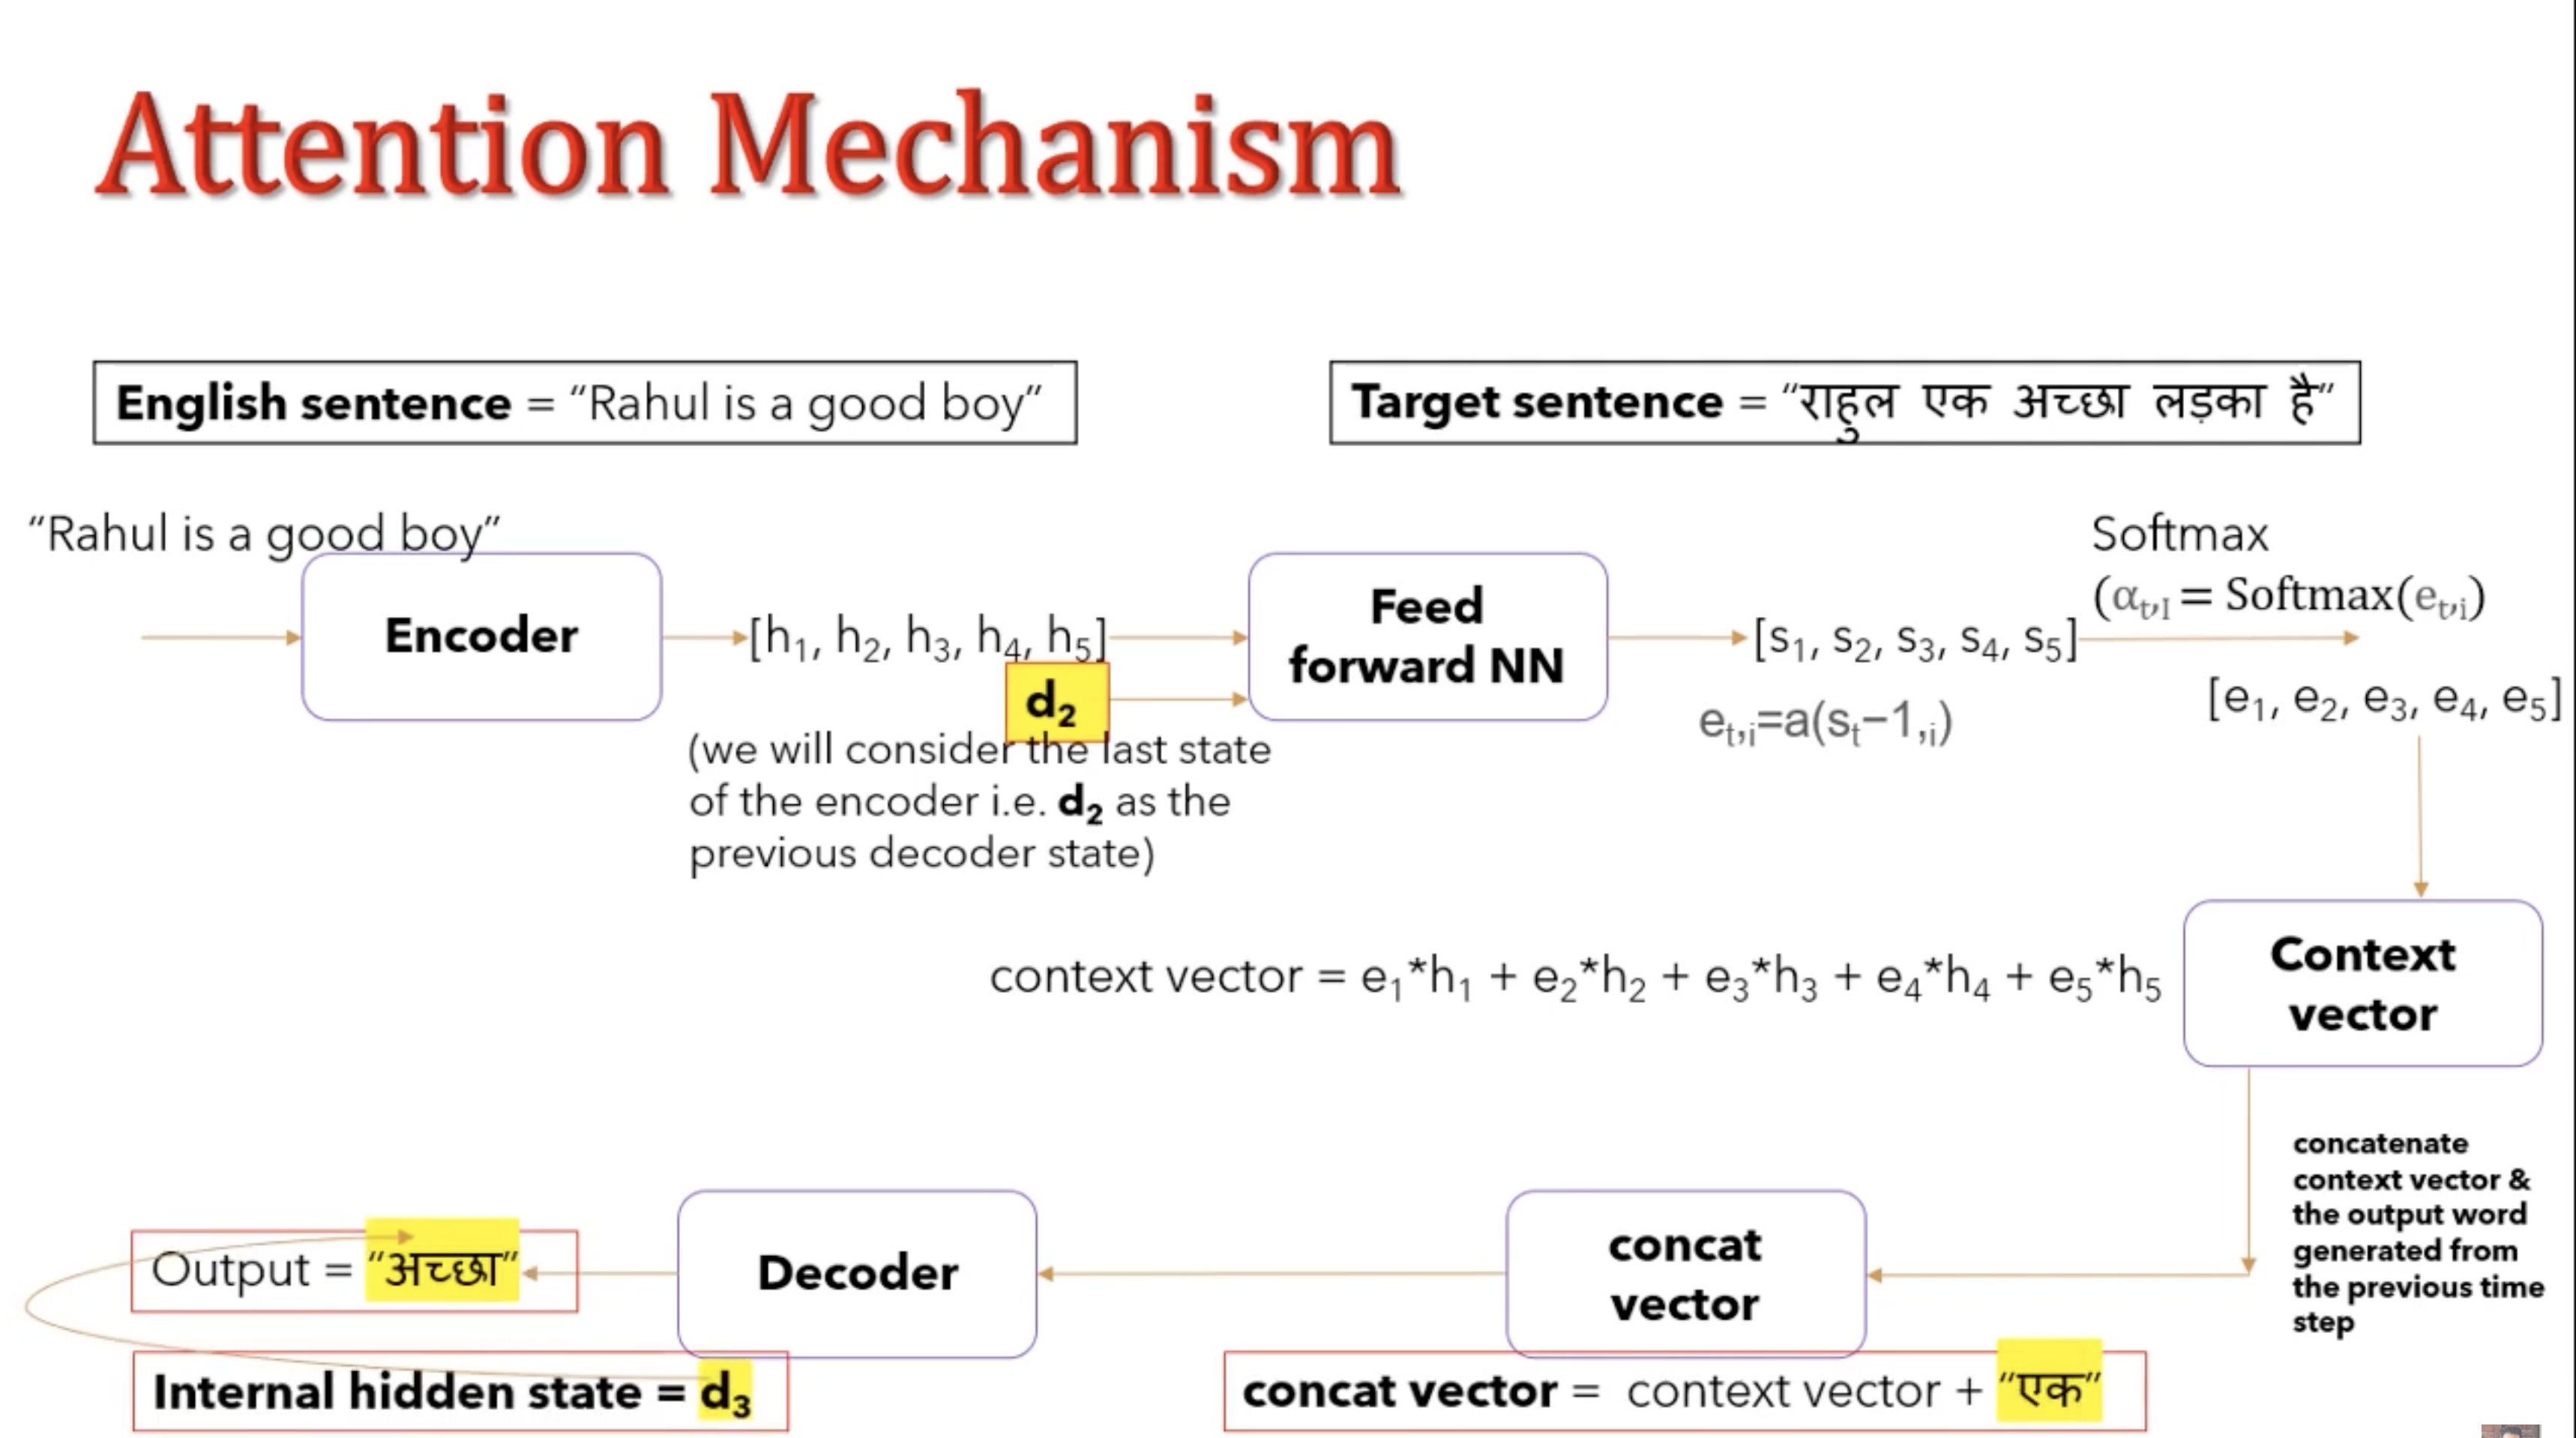 Attention Mechanism
English sentence = “Rahul is a good boy”
Target sentence = “राहुल एक अच्छा लड़का है”
“Rahul is a good boy”
Encoder
[h₁, h₂, h₃, h₄, h₅]
d₂
(we will consider the last state
of the encoder i.e. d₂ as the
previous decoder state)
Feed
forward NN
[s₁, s₂, s₃, s₄, s₅]
eₜ,ᵢ=a(sₜ−1,ᵢ)
Softmax
(αₜ,I = Softmax(eₜ,ᵢ)
[e₁, e₂, e₃, e₄, e₅]
context vector = e₁*h₁ + e₂*h₂ + e₃*h₃ + e₄*h₄ + e₅*h₅
Context
vector
concatenate
context vector &
the output word
generated from
the previous time
step
concat
vector
concat vector = context vector + “एक”
Decoder
Output = “अच्छा”
Internal hidden state = d₃